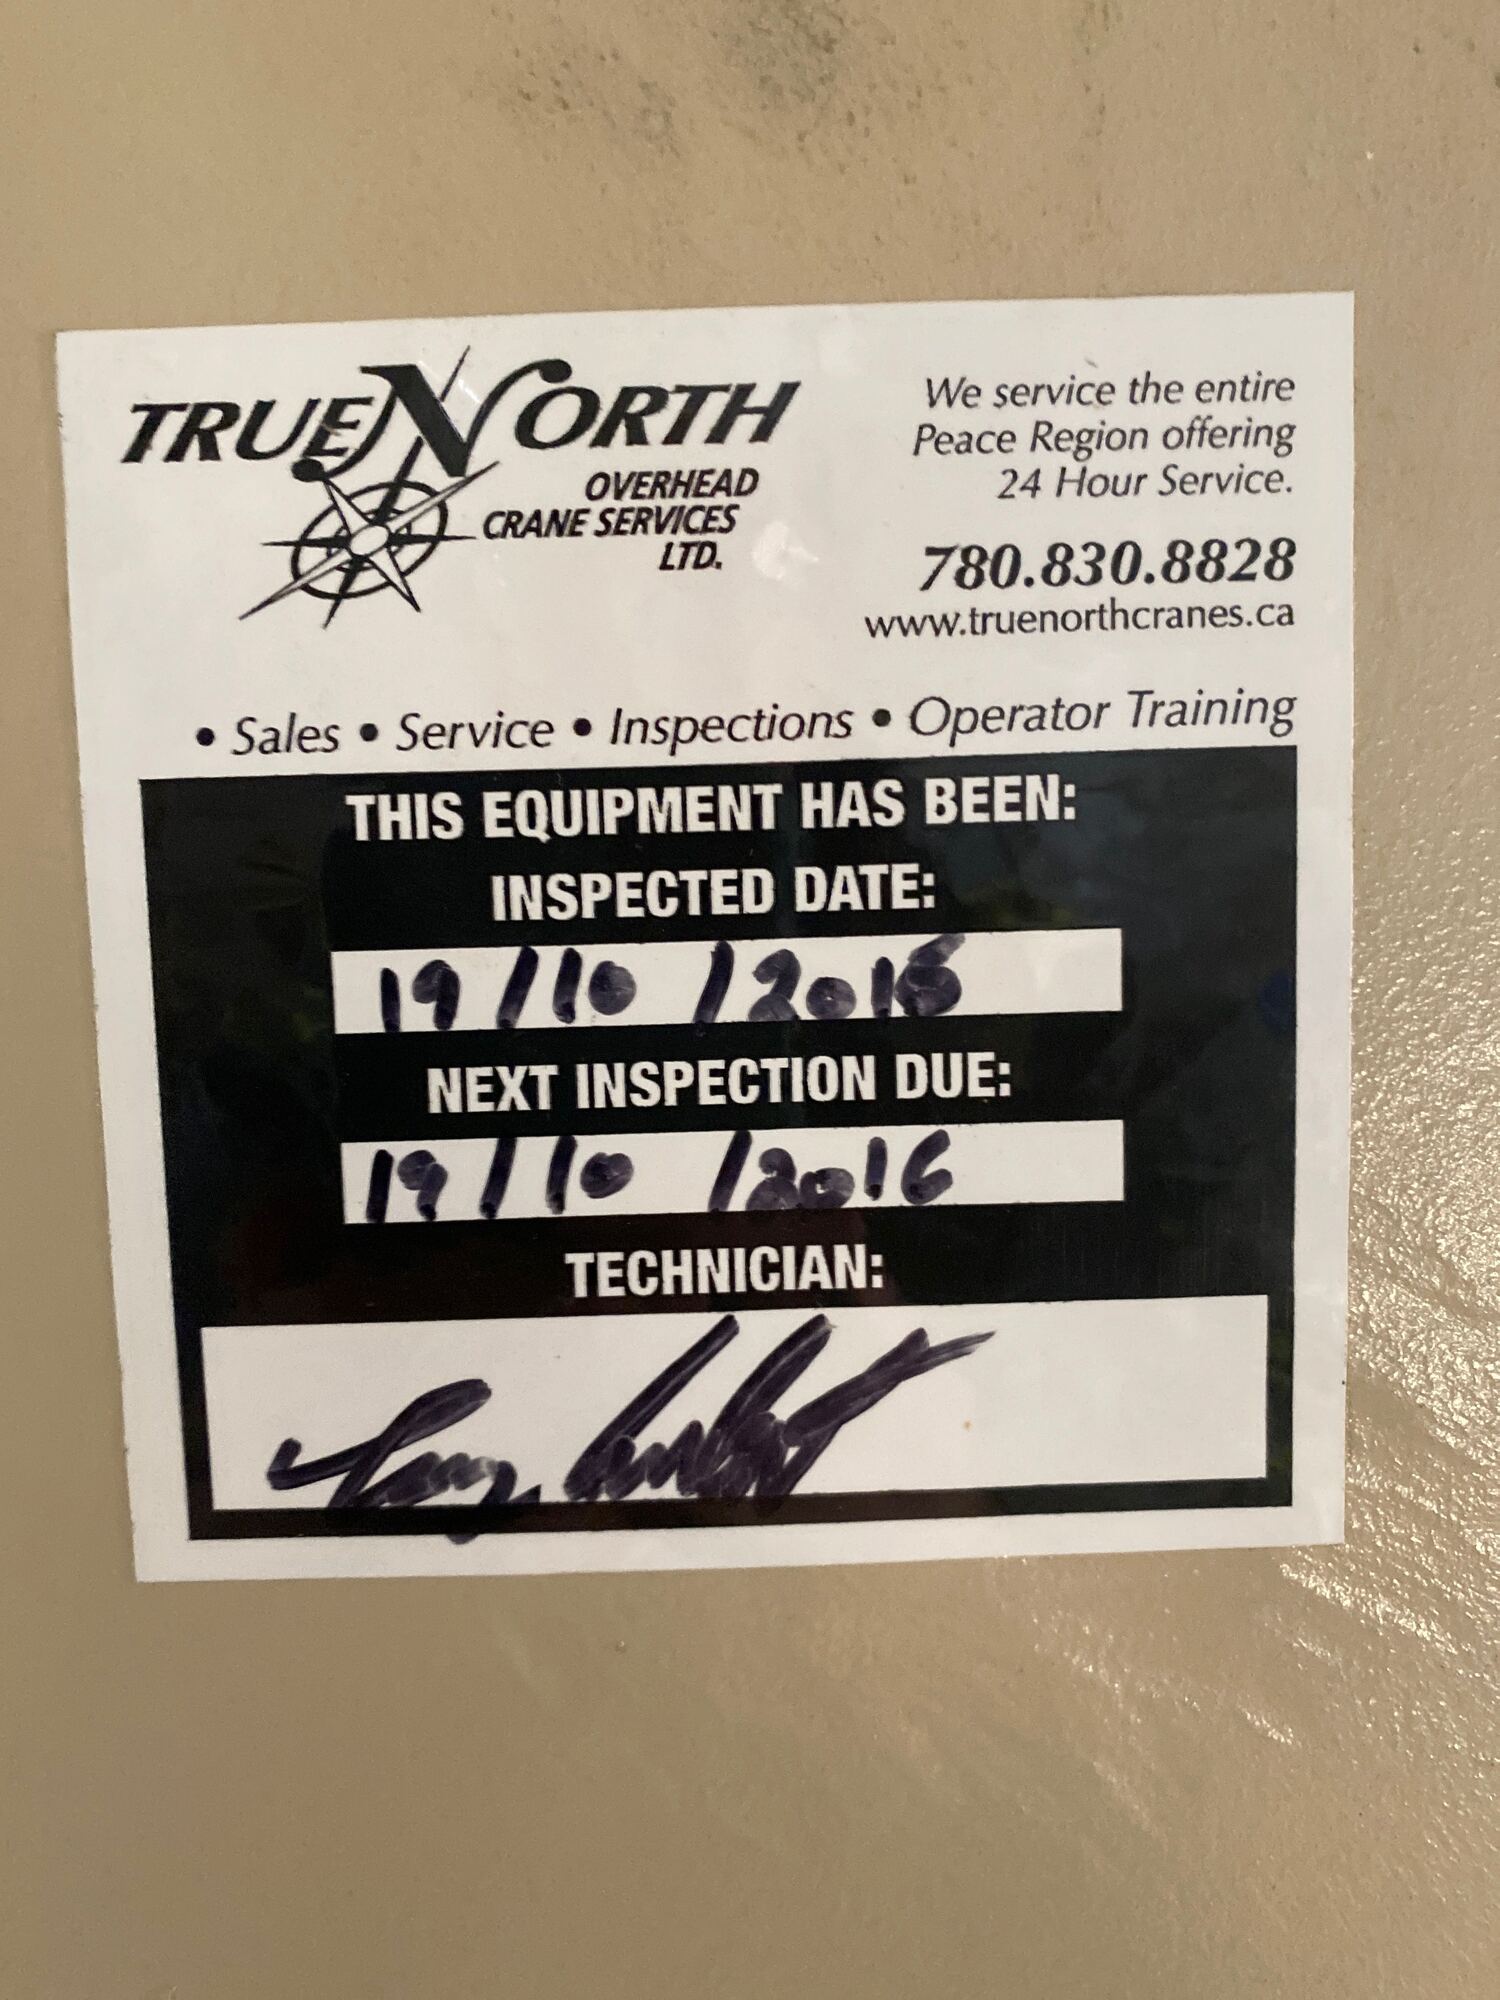 TRUENORTH
OVERHEAD
CRANE SERVICES
LTD.
We service the entire
Peace Region offering
24 Hour Service.
780.830.8828
www.truenorthcranes.ca
• Sales • Service • Inspections • Operator Training
THIS EQUIPMENT HAS BEEN:
INSPECTED DATE:
19/10/2015
NEXT INSPECTION DUE:
19/10/2016
TECHNICIAN: